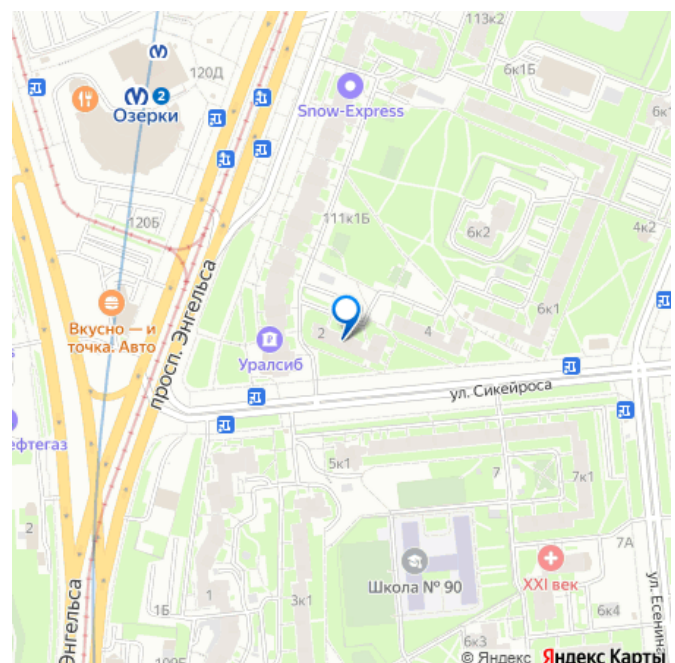 113к2
120Д
6к1Б
2
Озерки
Snow-Express
6к1
120Б
111к1Б
6к2
4к2
просп. Энгельса
6к1
Вкусно — и
точка. Авто
2
4
Уралсиб
ул. Сикейроса
ефтегаз
5к1
7
7к1
2
7А
Школа № 90
XXI век
ул. Есенина
1
3к1
1Б
6к4
Энгельса
6к3
© Яндекс Яндекс Карты